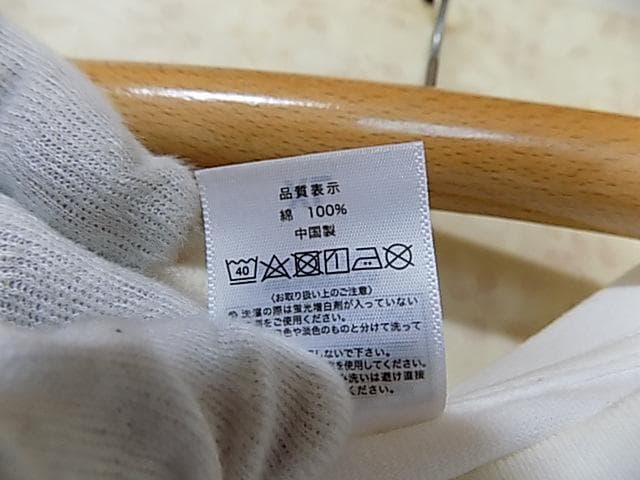 品質表示
綿 100%
中国製
40
〈お取り扱い上のご注意〉
洗濯の際は蛍光増白剤が入っていない
をご使用ください。
色や淡色のものと分けて洗って
しないで下さい。
を使用してください。
洗いは避け直接
ください。